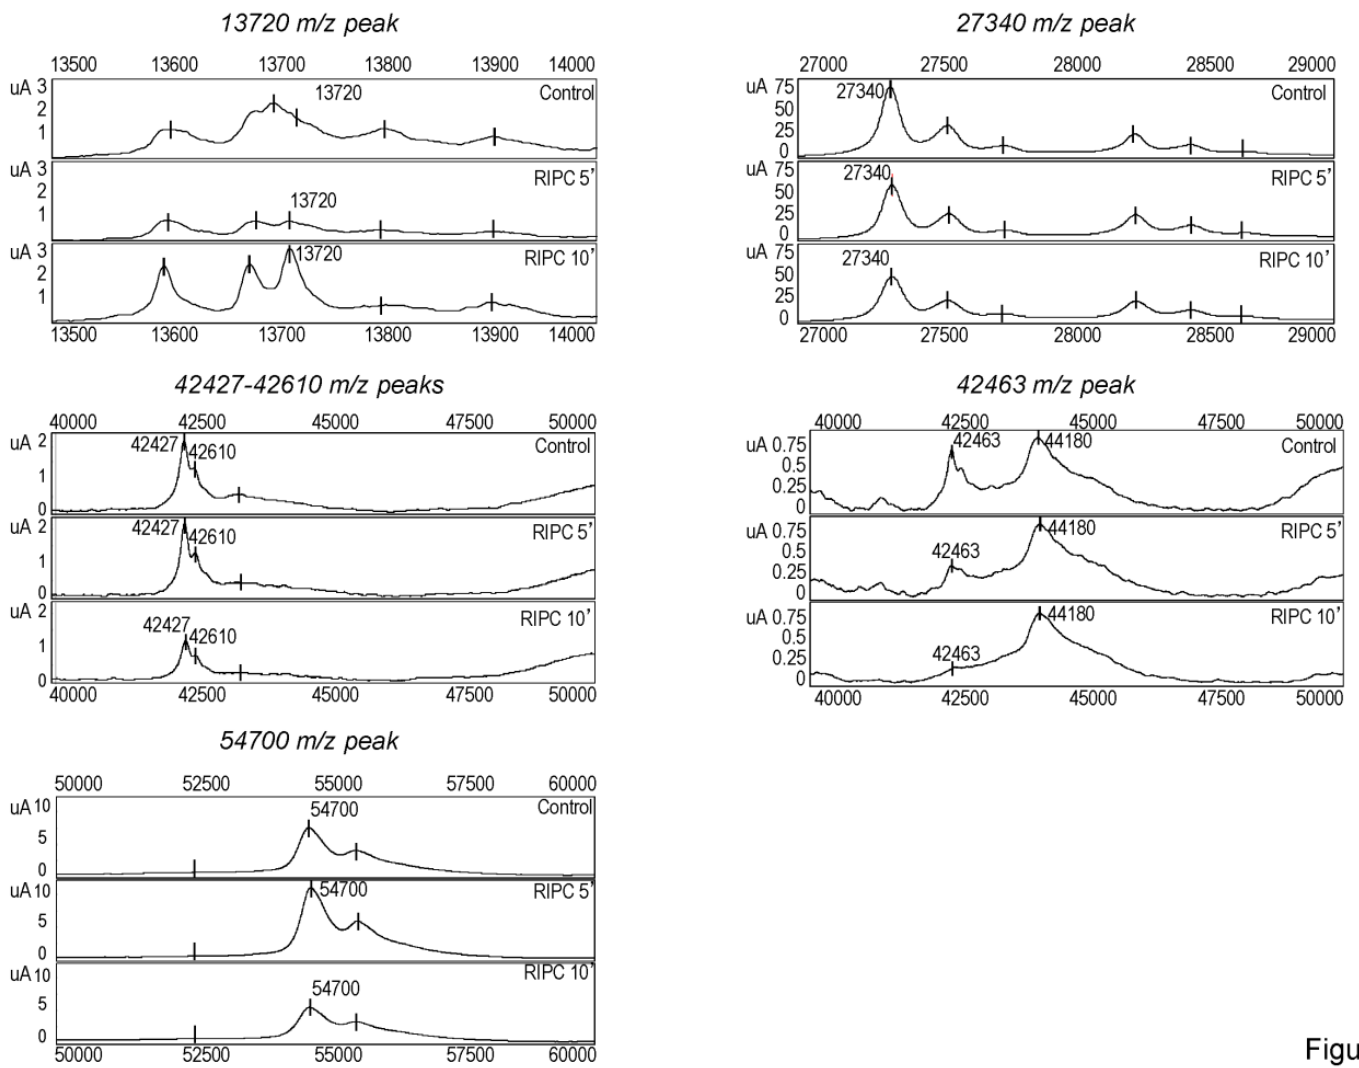 13720 m/z peak
13500 13600 13700 13800 13900 14000
uA 3
2
1
13720
Control
uA 3
2
1
13720
RIPC 5'
uA 3
2
1
13720
RIPC 10'
13500 13600 13700 13800 13900 14000
27340 m/z peak
27000 27500 28000 28500 29000
uA 75
50
25
0
27340
Control
75
uA
50
25
0
27340
RIPC 5'
uA 75
50
25
0
27340
RIPC 10'
27000 27500 28000 28500 29000
42427-42610 m/z peaks
40000 42500 45000 47500 50000
uA 2
1
0
42427 42610
Control
uA 2
1
0
42427 42610
RIPC 5'
uA 2
1
0
42427 42610
RIPC 10'
40000 42500 45000 47500 50000
42463 m/z peak
40000 42500 45000 47500 50000
uA 0.75
0.5
0.25
0
42463 44180
Control
uA 0.75
0.5
0.25
0
42463 44180
RIPC 5'
uA 0.75
0.5
0.25
0
42463 44180
RIPC 10'
40000 42500 45000 47500 50000
54700 m/z peak
50000 52500 55000 57500 60000
uA 10
5
0
54700
Control
uA 10
5
0
54700
RIPC 5'
uA 10
5
0
54700
RIPC 10'
50000 52500 55000 57500 60000
Figu